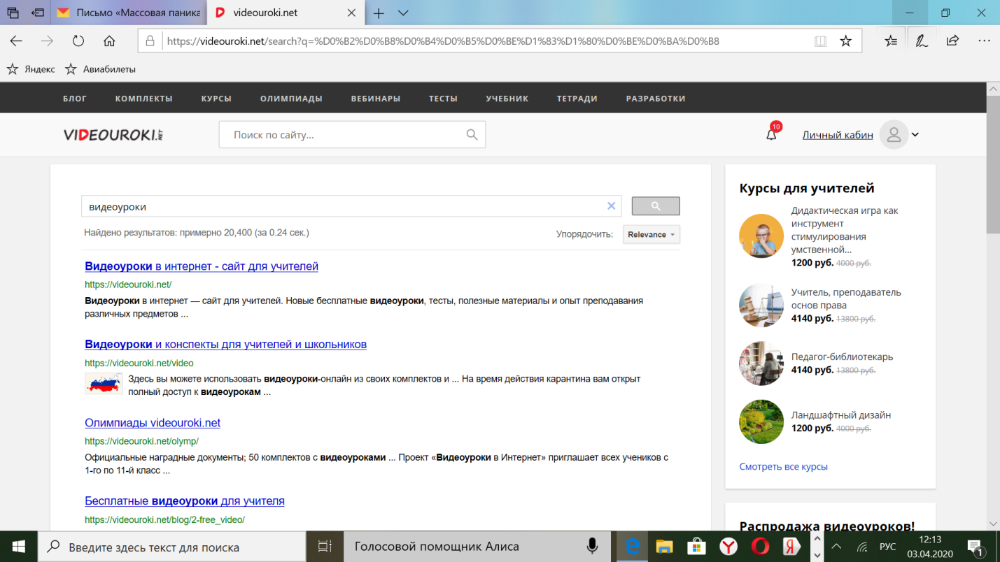 Письмо «Массовая паника
videouroki.net
https://videouroki.net/search?q=%D0%B2%D0%B8%D0%B4%D0%B5%D0%BE%D1%83%D1%80%D0%BE%D0%BA%D0%B8
Яндекс
Авиабилеты
БЛОГ
КОМПЛЕКТЫ
КУРСЫ
ОЛИМПИАДЫ
ВЕБИНАРЫ
ТЕСТЫ
УЧЕБНИК
ТЕТРАДИ
РАЗРАБОТКИ
VIDEOUROKI.NET
Поиск по сайту...
10
Личный кабин
видеоуроки
Найдено результатов: примерно 20,400 (за 0.24 сек.)
Упорядочить:
Relevance
Видеоуроки в интернет - сайт для учителей
https://videouroki.net/
Видеоуроки в интернет — сайт для учителей. Новые бесплатные видеоуроки, тесты, полезные материалы и опыт преподавания
различных предметов ...
Видеоуроки и конспекты для учителей и школьников
https://videouroki.net/video
Здесь вы можете использовать видеоуроки-онлайн из своих комплектов и ... На время действия карантина вам открыт
полный доступ к видеоурокам ...
Олимпиады videouroki.net
https://videouroki.net/olymp/
Официальные наградные документы; 50 комплектов с видеоуроками ... Проект «Видеоуроки в Интернет» приглашает всех учеников с
1-го по 11-й класс ...
Бесплатные видеоуроки для учителя
https://videouroki.net/blog/2-free_video/
Курсы для учителей
Дидактическая игра как
инструмент
стимулирования
умственной...
1200 руб. 4000 руб.
Учитель, преподаватель
основ права
4140 руб. 13800 руб.
Педагог-библиотекарь
4140 руб. 13800 руб.
Ландшафтный дизайн
1200 руб. 4000 руб.
Смотреть все курсы
Распродажа видеоуроков!
Введите здесь текст для поиска
Голосовой помощник Алиса
РУС
12:13
03.04.2020
1